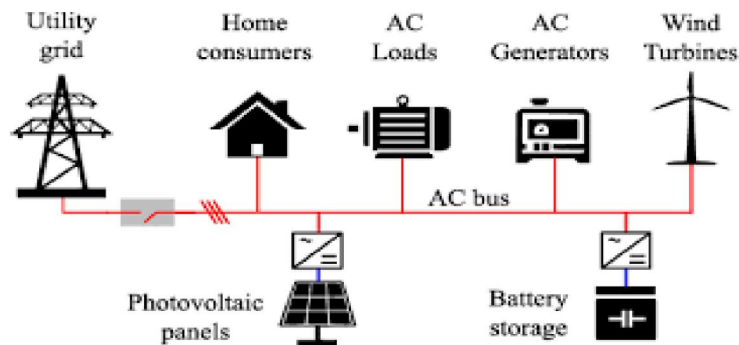 Utility
grid
Home
consumers
AC
Loads
AC
Generators
Wind
Turbines
AC bus
Photovoltaic
panels
Battery
storage